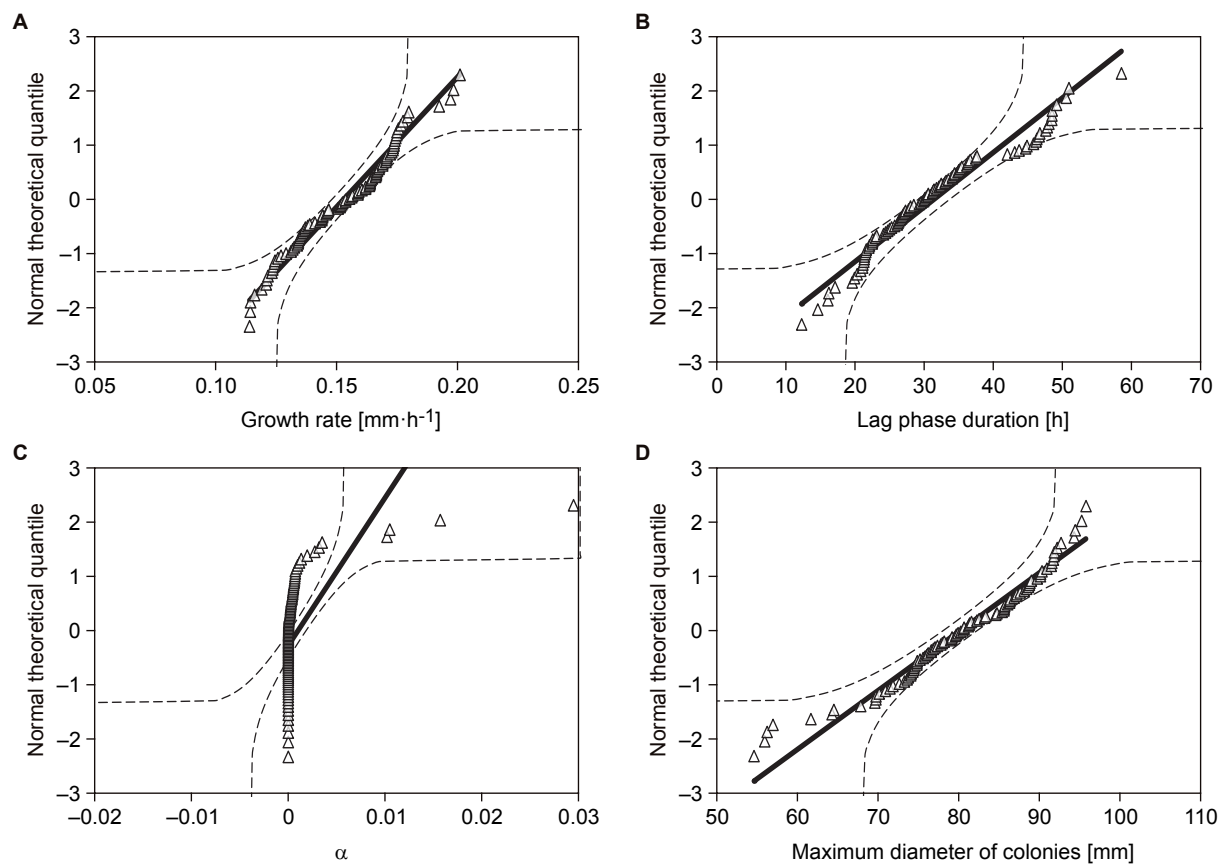 A
3
2
1
0
–1
–2
–3
Normal theoretical quantile
0.05 0.10 0.15 0.20 0.25
Growth rate [mm·h-1]
B
3
2
1
0
–1
–2
–3
Normal theoretical quantile
0 10 20 30 40 50 60 70
Lag phase duration [h]
C
3
2
1
0
–1
–2
–3
Normal theoretical quantile
–0.02 –0.01 0 0.01 0.02 0.03
α
D
3
2
1
0
–1
–2
–3
Normal theoretical quantile
50 60 70 80 90 100 110
Maximum diameter of colonies [mm]